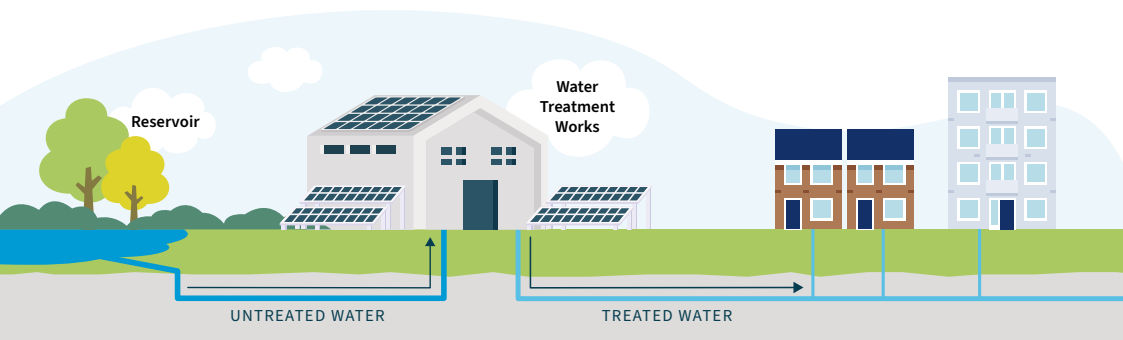 Reservoir
Water
Treatment
Works
UNTREATED WATER
TREATED WATER